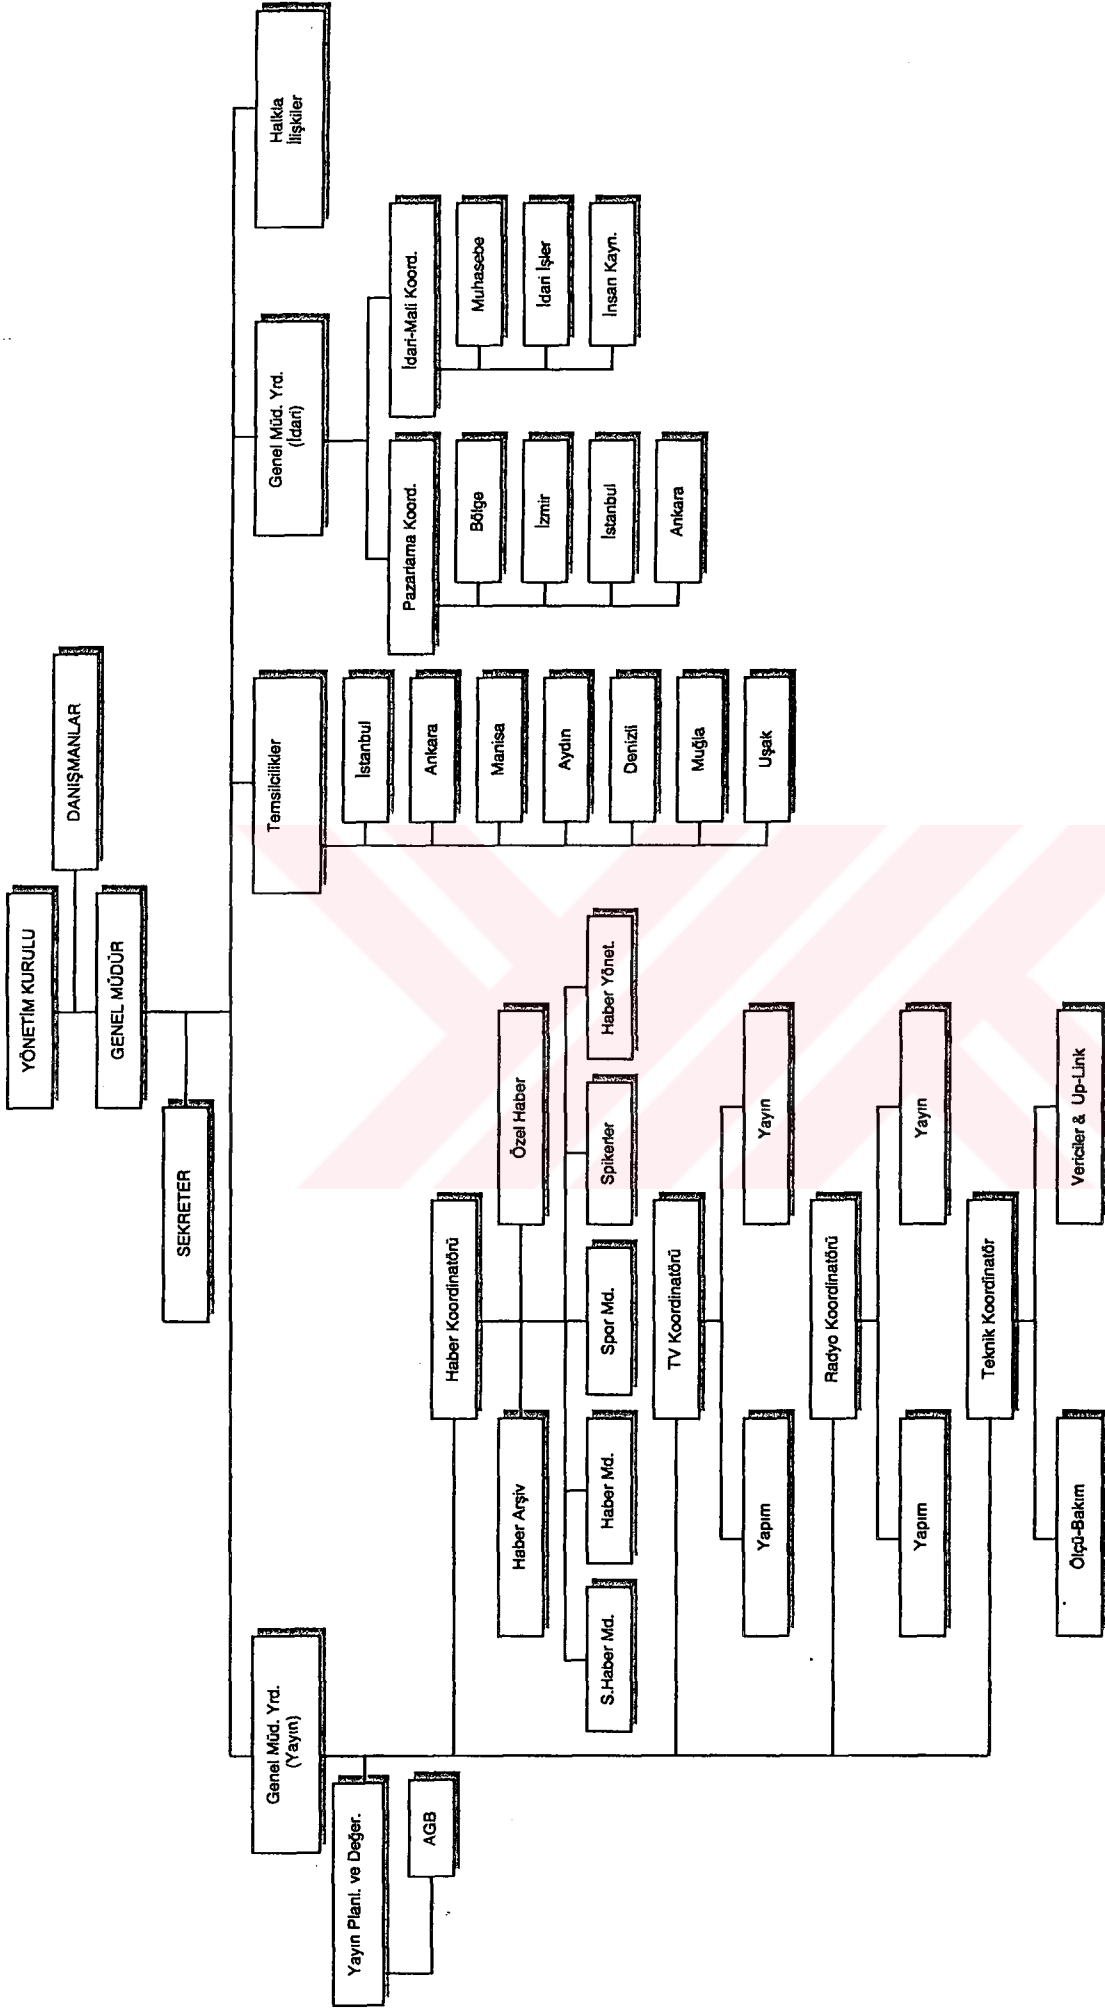 YÖNETİM KURULU
DANIŞMANLAR
GENEL MÜDÜR
SEKRETER
Genel Müd. Yrd.
(Yayın)
Temsilcilikler
Genel Müd. Yrd.
(İdari)
Halkla
İlişkiler
Yayın Planl. ve Değer.
AGB
Haber Koordinatörü
Haber Arşiv
Özel Haber
S.Haber Md.
Haber Md.
Spor Md.
Spikerler
Haber Yönet.
TV Koordinatörü
Yapım
Yayın
Radyo Koordinatörü
Yapım
Yayın
Teknik Koordinatör
Ölçü-Bakım
Vericiler & Up-Link
İstanbul
Ankara
Manisa
Aydın
Denizli
Muğla
Uşak
Pazarlama Koord.
Bölge
İzmir
İstanbul
Ankara
İdari-Mali Koord.
Muhasebe
İdari İşler
İnsan Kayn.